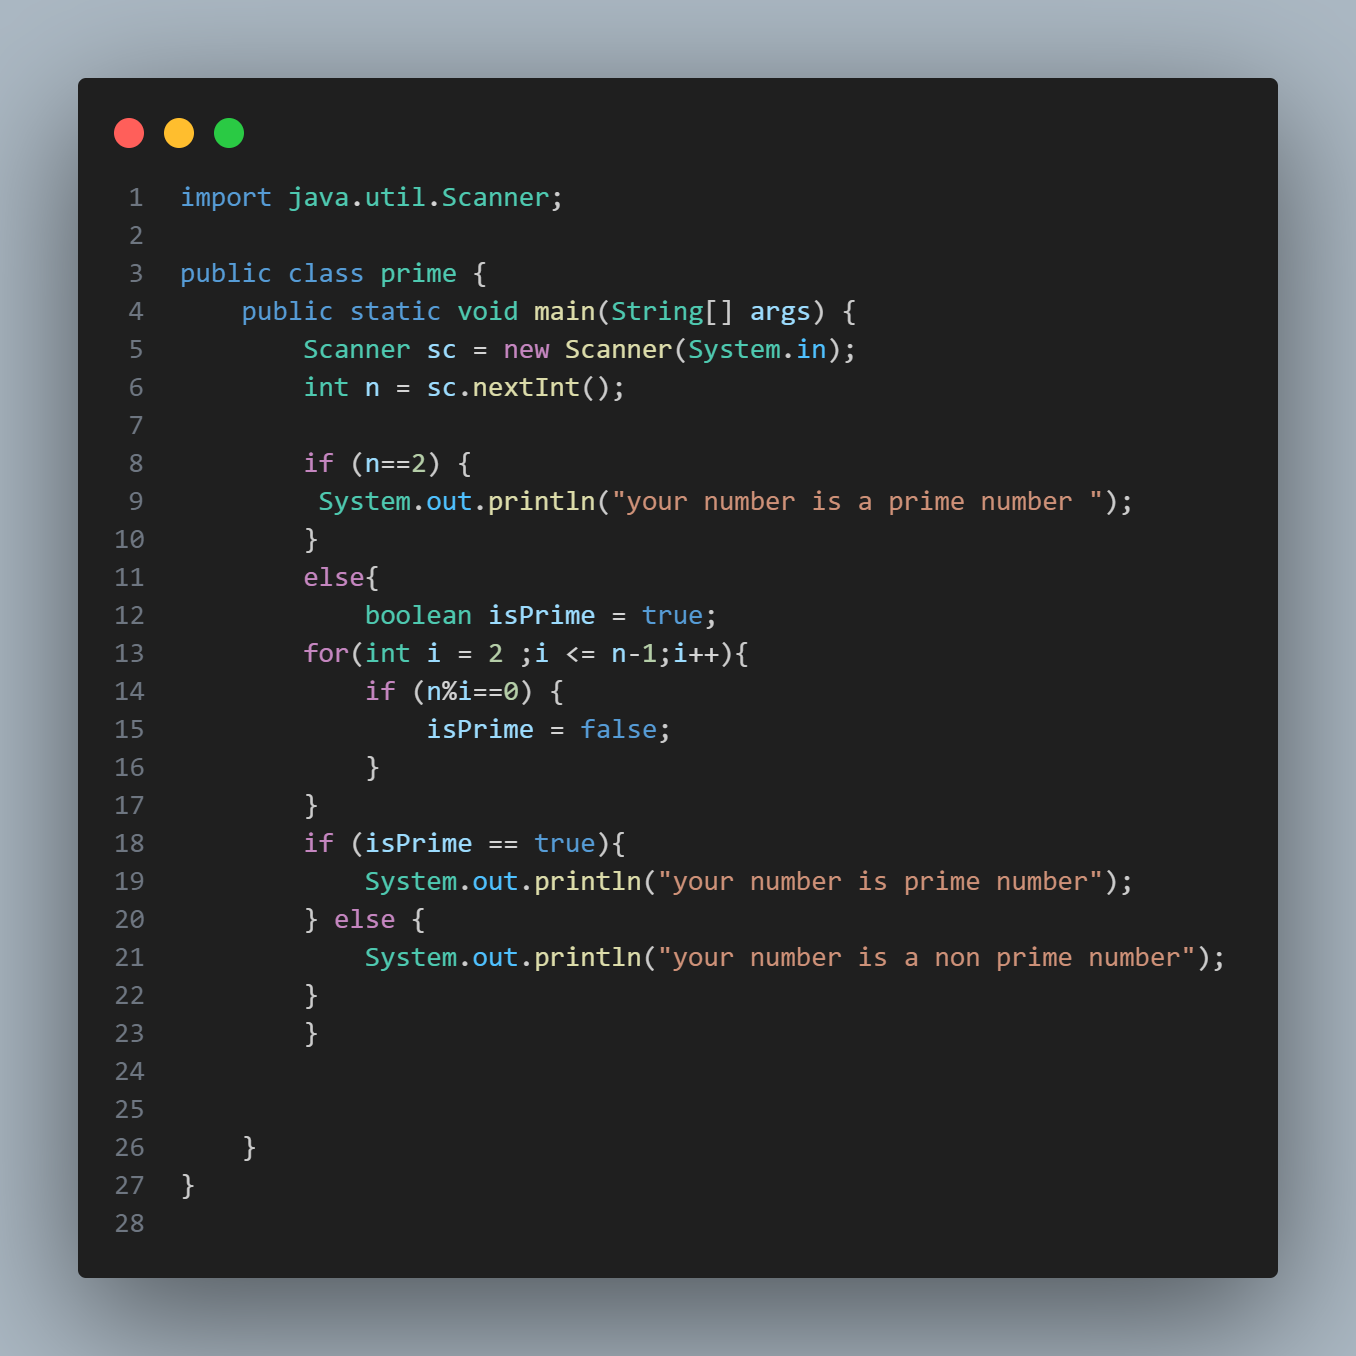 1 import java.util.Scanner;
2
3 public class prime {
4     public static void main(String[] args) {
5         Scanner sc = new Scanner(System.in);
6         int n = sc.nextInt();
7
8         if (n==2) {
9          System.out.println("your number is a prime number ");
10         }
11         else{
12             boolean isPrime = true;
13         for(int i = 2 ;i <= n-1;i++){
14             if (n%i==0) {
15                 isPrime = false;
16             }
17         }
18         if (isPrime == true){
19             System.out.println("your number is prime number");
20         } else {
21             System.out.println("your number is a non prime number");
22         }
23         }
24
25
26     }
27 }
28